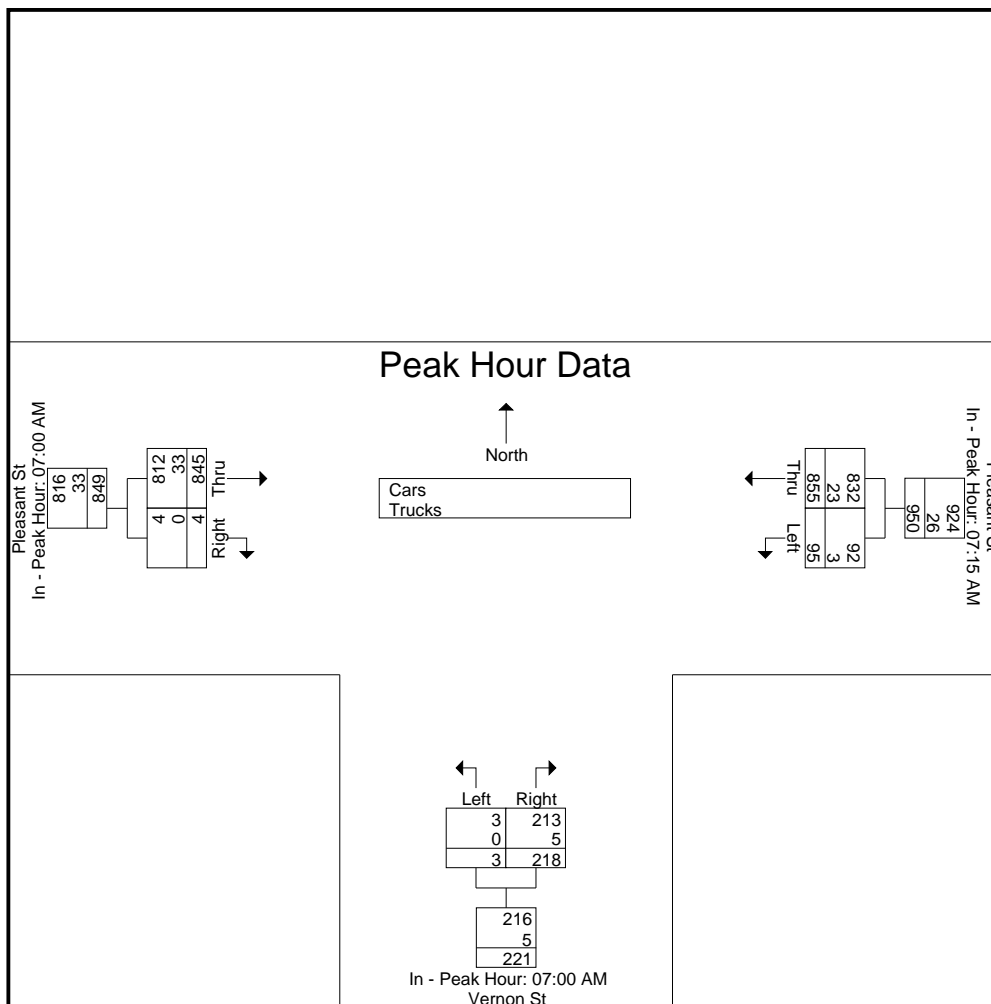 Peak Hour Data
North
Cars
Trucks
Pleasant St
In - Peak Hour: 07:00 AM
816
33
849
812
33
845
Thru
4
0
4
Right
Thru
855
23
832
Left
95
3
92
950
26
924
In - Peak Hour: 07:15 AM
Pleasant St
Left
Right
3
213
0
5
3
218
216
5
221
In - Peak Hour: 07:00 AM
Vernon St